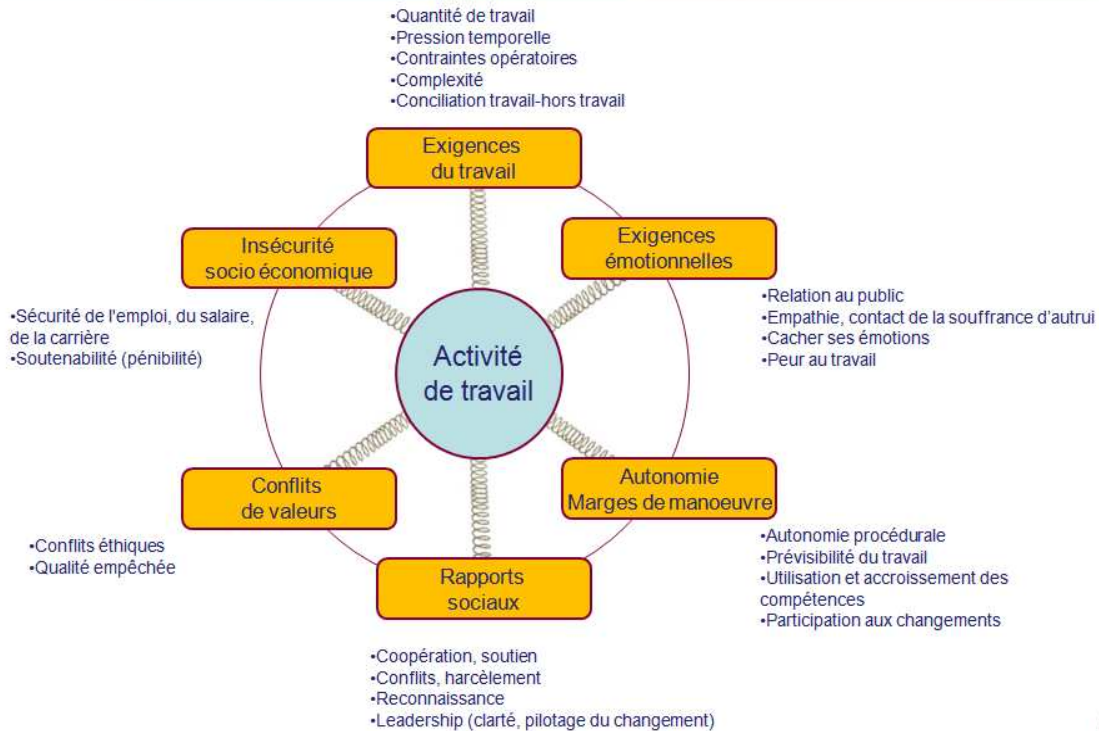 •Quantité de travail
•Pression temporelle
•Contraintes opératoires
•Complexité
•Conciliation travail-hors travail
Exigences
du travail
Insécurité
socio économique
Exigences
émotionnelles
•Sécurité de l'emploi, du salaire,
de la carrière
•Soutenabilité (pénibilité)
•Relation au public
•Empathie, contact de la souffrance d'autrui
•Cacher ses émotions
•Peur au travail
Activité
de travail
Conflits
de valeurs
Autonomie
Marges de manoeuvre
•Conflits éthiques
•Qualité empêchée
•Autonomie procédurale
•Prévisibilité du travail
•Utilisation et accroissement des
compétences
•Participation aux changements
Rapports
sociaux
•Coopération, soutien
•Conflits, harcèlement
•Reconnaissance
•Leadership (clarté, pilotage du changement)